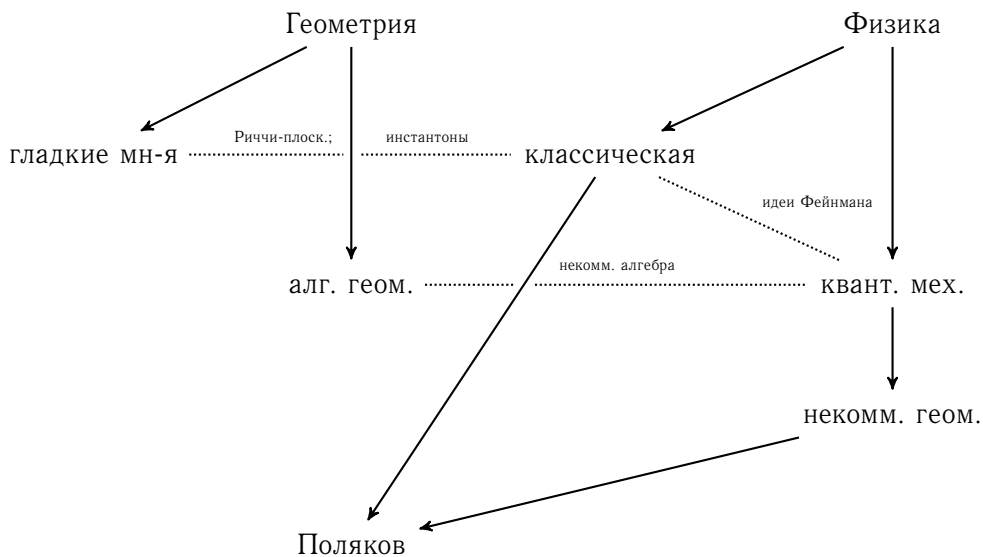 Геометрия Физика
Риччи-плоск.; инстантоны
гладкие мн-я классическая
идеи Фейнмана
некомм. алгебра
алг. геом. квант. мех.
некомм. геом.
Поляков